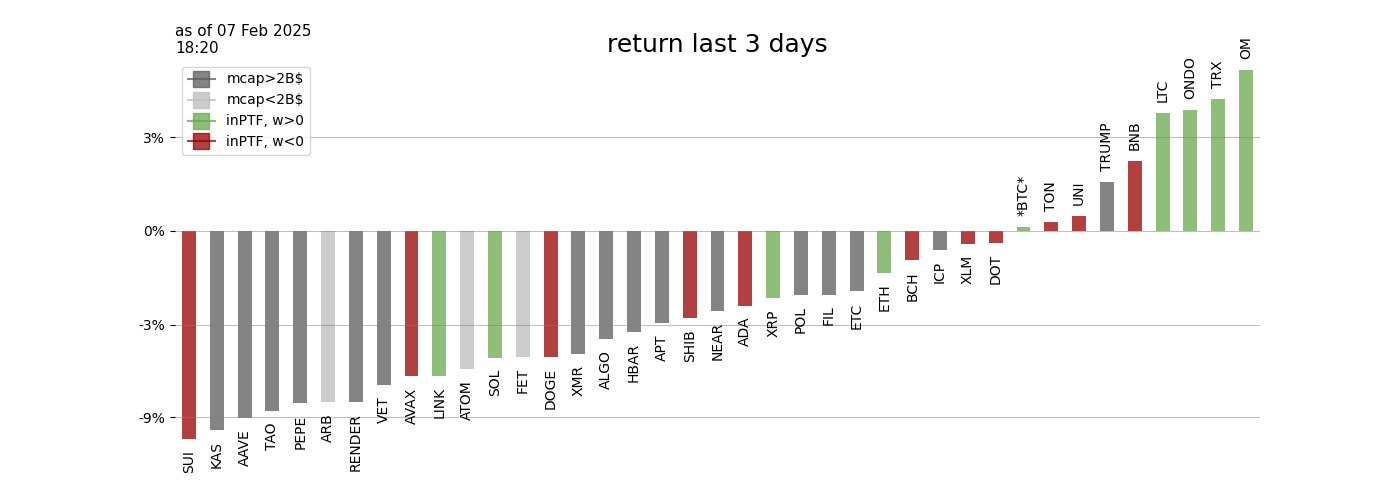 as of 07 Feb 2025
18:20
return last 3 days
mcap>2B$
mcap<2B$
inPTF, w>0
inPTF, w<0
3%
0%
-3%
-9%
SUI
KAS
AAVE
TAO
PEPE
ARB
RENDER
VET
AVAX
LINK
ATOM
SOL
FET
DOGE
XMR
ALGO
HBAR
APT
SHIB
NEAR
ADA
XRP
POL
FIL
ETC
ETH
BCH
ICP
XLM
DOT
*BTC*
TON
UNI
TRUMP
BNB
LTC
ONDO
TRX
OM